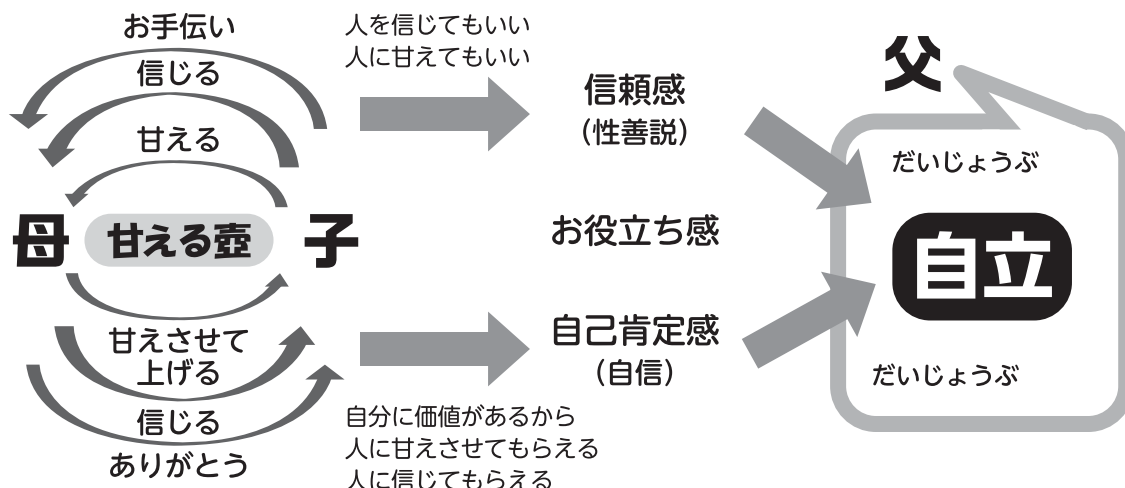 お手伝い
信じる
甘える
母
甘える壺
子
甘えさせて
上げる
信じる
ありがとう
人を信じてもいい
人に甘えてもいい
信頼感
（性善説）
お役立ち感
自己肯定感
（自信）
自分に価値があるから
人に甘えさせてもらえる
人に信じてもらえる
父
だいじょうぶ
自立
だいじょうぶ